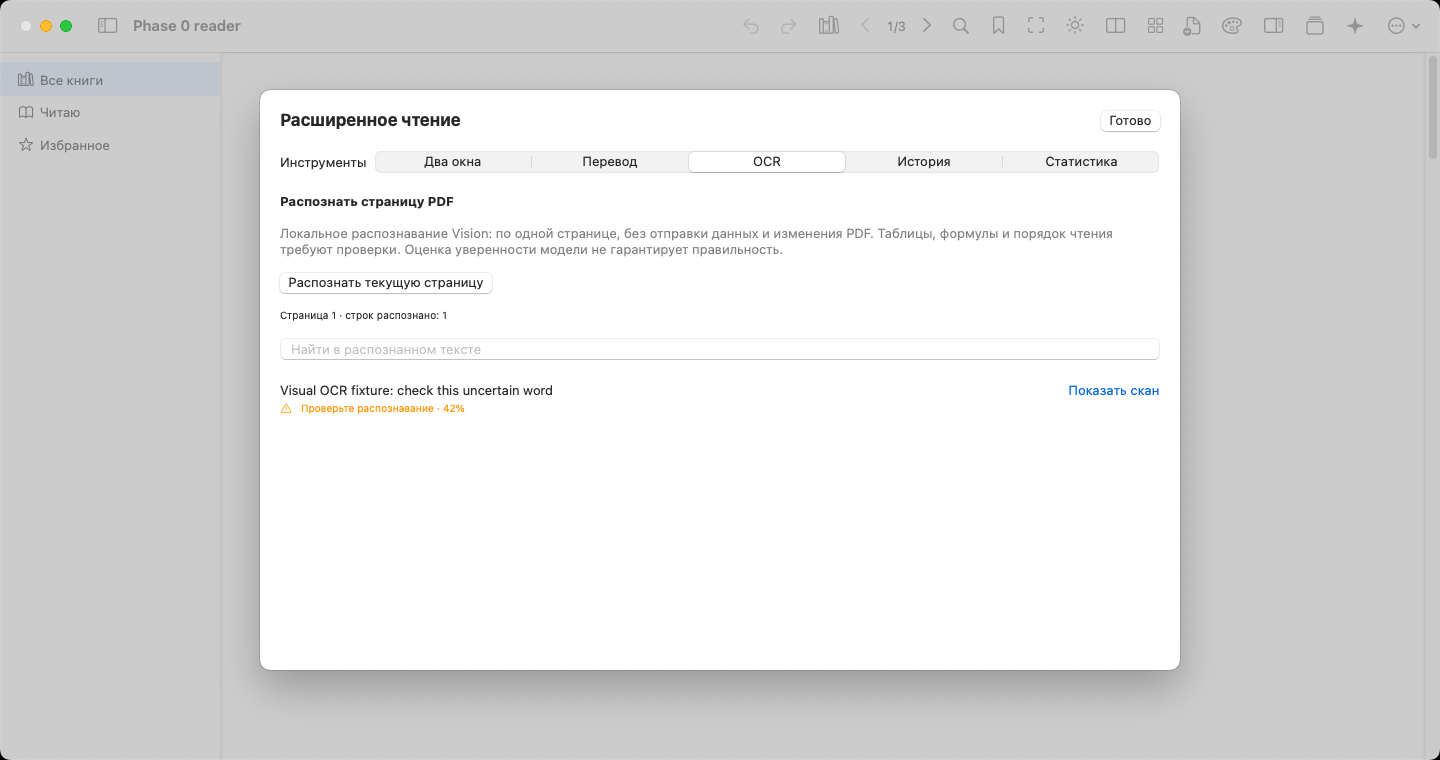 Phase 0 reader
1/3
Все книги
Читаю
Избранное
Расширенное чтение
Готово
Инструменты
Два окна
Перевод
OCR
История
Статистика
Распознать страницу PDF
Локальное распознавание Vision: по одной странице, без отправки данных и изменения PDF. Таблицы, формулы и порядок чтения
требуют проверки. Оценка уверенности модели не гарантирует правильность.
Распознать текущую страницу
Страница 1 · строк распознано: 1
Найти в распознанном тексте
Visual OCR fixture: check this uncertain word
Показать скан
Проверьте распознавание · 42%